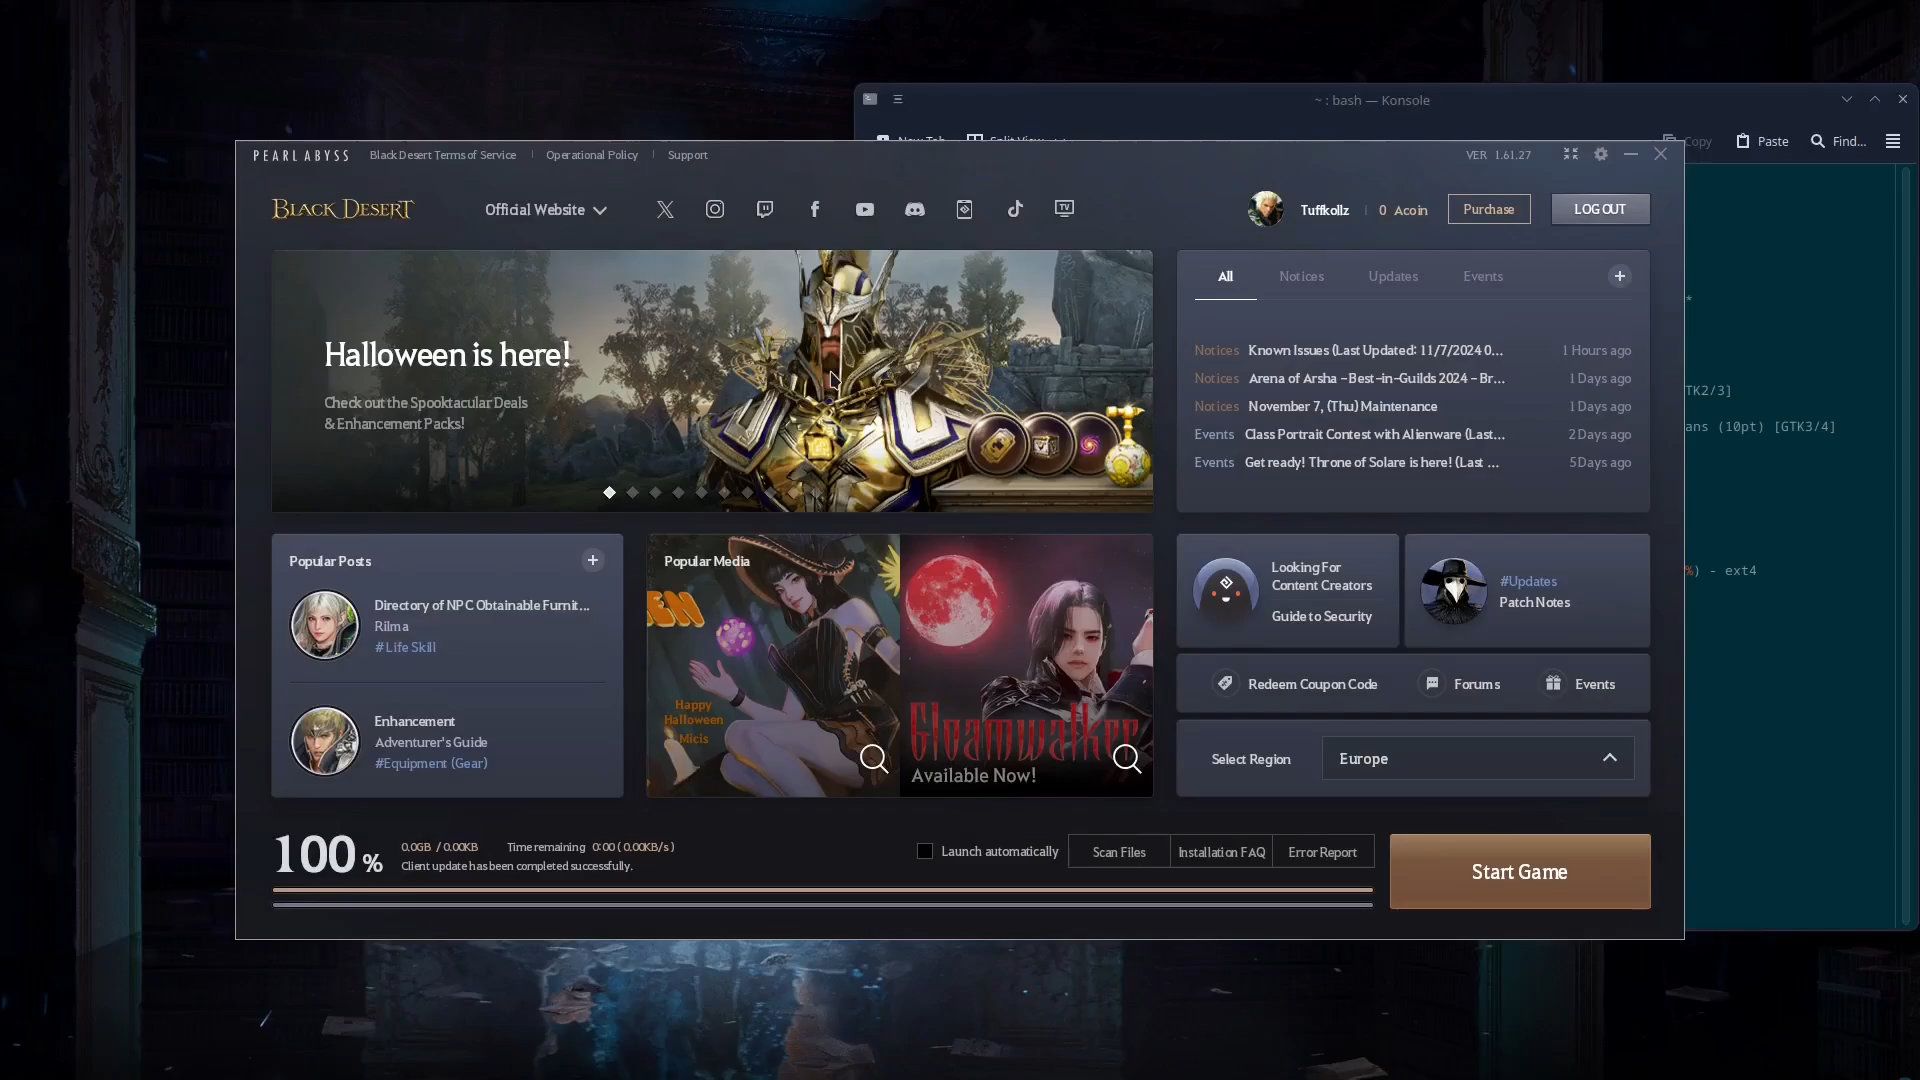 ~ : bash — Konsole
New Tab
Split View
Copy
Paste
Find...
PEARL ABYSS
Black Desert Terms of Service
Operational Policy
Support
VER 1.61.27
BLACK DESERT
Official Website
TV
Tuffkollz
0 Acoin
Purchase
LOG OUT
Halloween is here!
Check out the Spooktacular Deals
& Enhancement Packs!
All
Notices
Updates
Events
Notices Known Issues (Last Updated: 11/7/2024 0... 1 Hours ago
Notices Arena of Arsha - Best-in-Guilds 2024 - Br... 1 Days ago
Notices November 7, (Thu) Maintenance 1 Days ago
Events Class Portrait Contest with Alienware (Last... 2 Days ago
Events Get ready! Throne of Solare is here! (Last ... 5 Days ago
*
TK2/3]
ans (10pt) [GTK3/4]
%) - ext4
Popular Posts
Directory of NPC Obtainable Furnit...
Rilma
# Life Skill
Enhancement
Adventurer's Guide
#Equipment (Gear)
Popular Media
EN
Happy
Halloween
Micis
Gleamwalker
Available Now!
Looking For
Content Creators
Guide to Security
#Updates
Patch Notes
Redeem Coupon Code
Forums
Events
Select Region
Europe
100 %
0.0GB / 0.00KB
Time remaining 0:00 ( 0.00KB/s )
Client update has been completed successfully.
Launch automatically
Scan Files
Installation FAQ
Error Report
Start Game